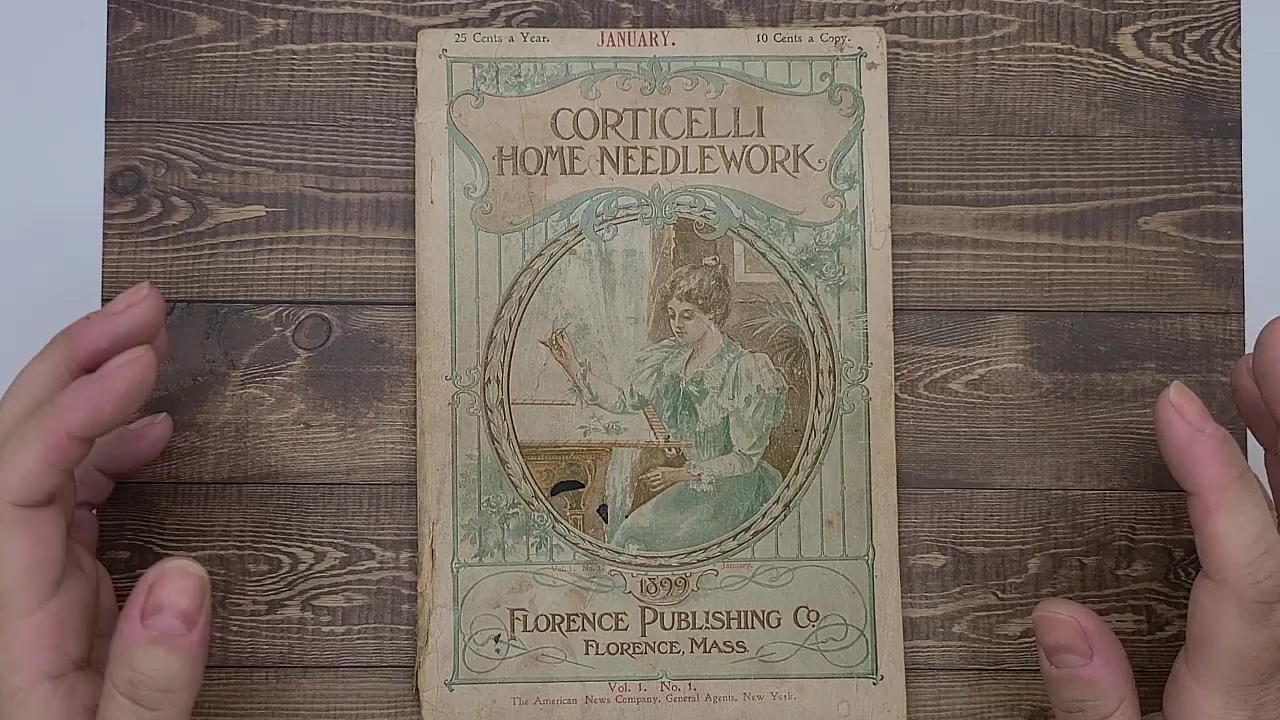 25 Cents a Year. JANUARY. 10 Cents a Copy.
CORTICELLI
HOME NEEDLEWORK
Vol. 1. No. 1. January.
1899
FLORENCE PUBLISHING CO
FLORENCE, MASS.
Vol. 1. No. 1.
The American News Company, General Agents, New York.